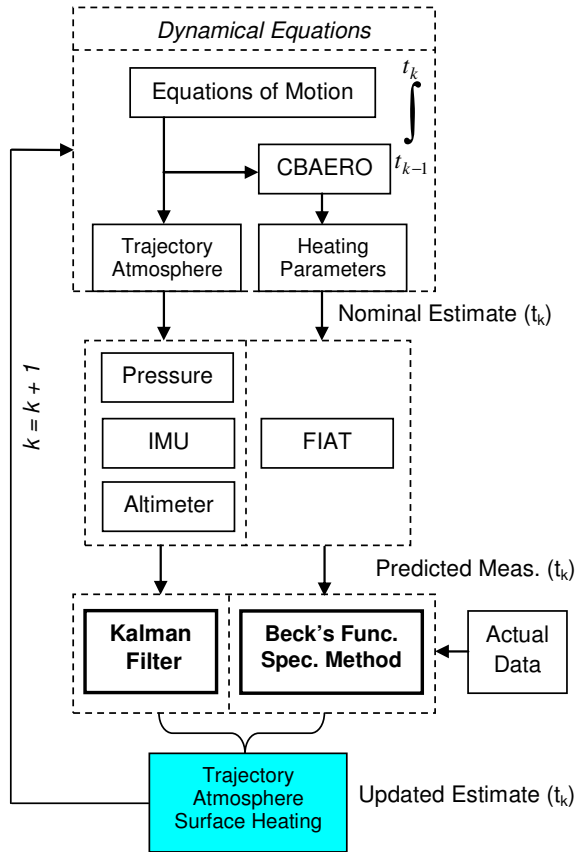 Dynamical Equations
Equations of Motion
t_k
∫
t_{k−1}
CBAERO
Trajectory
Atmosphere
Heating
Parameters
Nominal Estimate (t_k)
k = k + 1
Pressure
IMU
FIAT
Altimeter
Predicted Meas. (t_k)
Kalman
Filter
Beck's Func.
Spec. Method
Actual
Data
Trajectory
Atmosphere
Surface Heating
Updated Estimate (t_k)